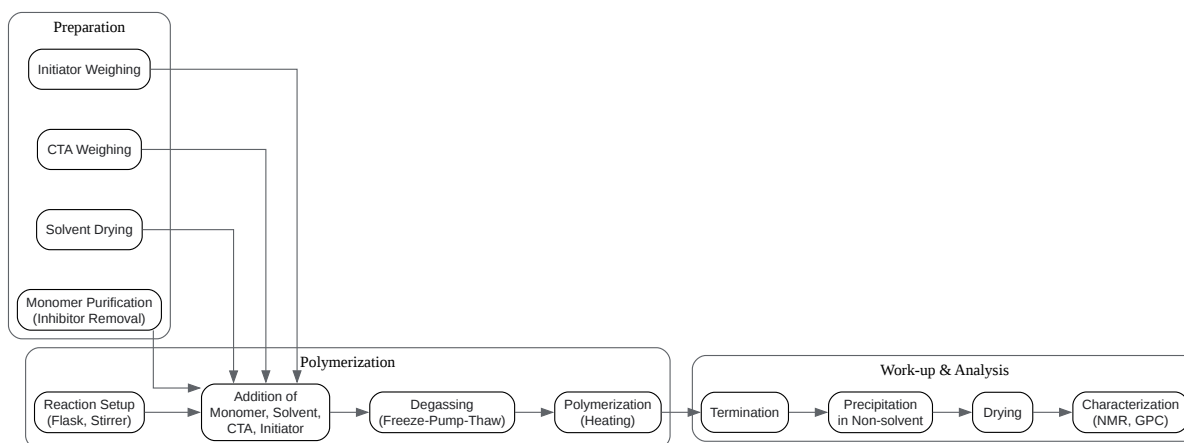 Preparation
Initiator Weighing
CTA Weighing
Solvent Drying
Monomer Purification
(Inhibitor Removal)
Polymerization
Reaction Setup
(Flask, Stirrer)
Addition of
Monomer, Solvent,
CTA, Initiator
Degassing
(Freeze-Pump-Thaw)
Polymerization
(Heating)
Work-up & Analysis
Termination
Precipitation
in Non-solvent
Drying
Characterization
(NMR, GPC)